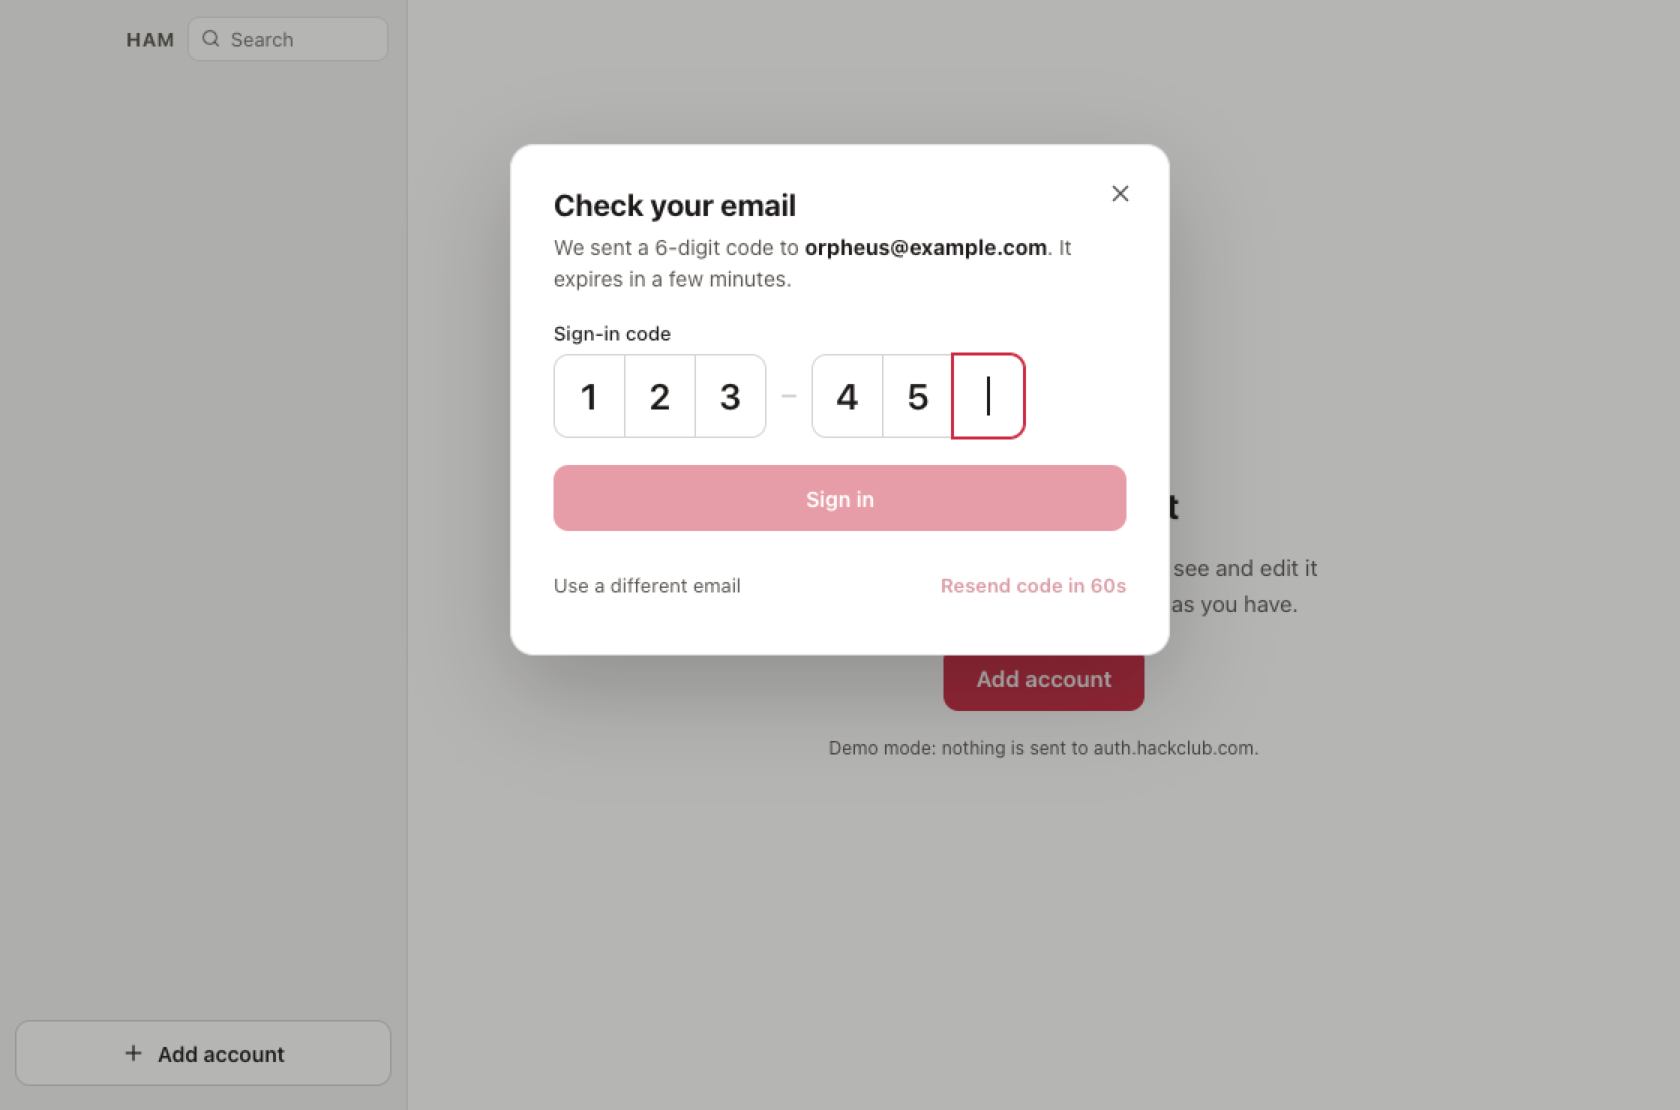 HAM
Search
Check your email
We sent a 6-digit code to orpheus@example.com. It
expires in a few minutes.
Sign-in code
1 2 3 – 4 5
Sign in
Use a different email
Resend code in 60s
see and edit it
as you have.
Add account
Demo mode: nothing is sent to auth.hackclub.com.
+ Add account